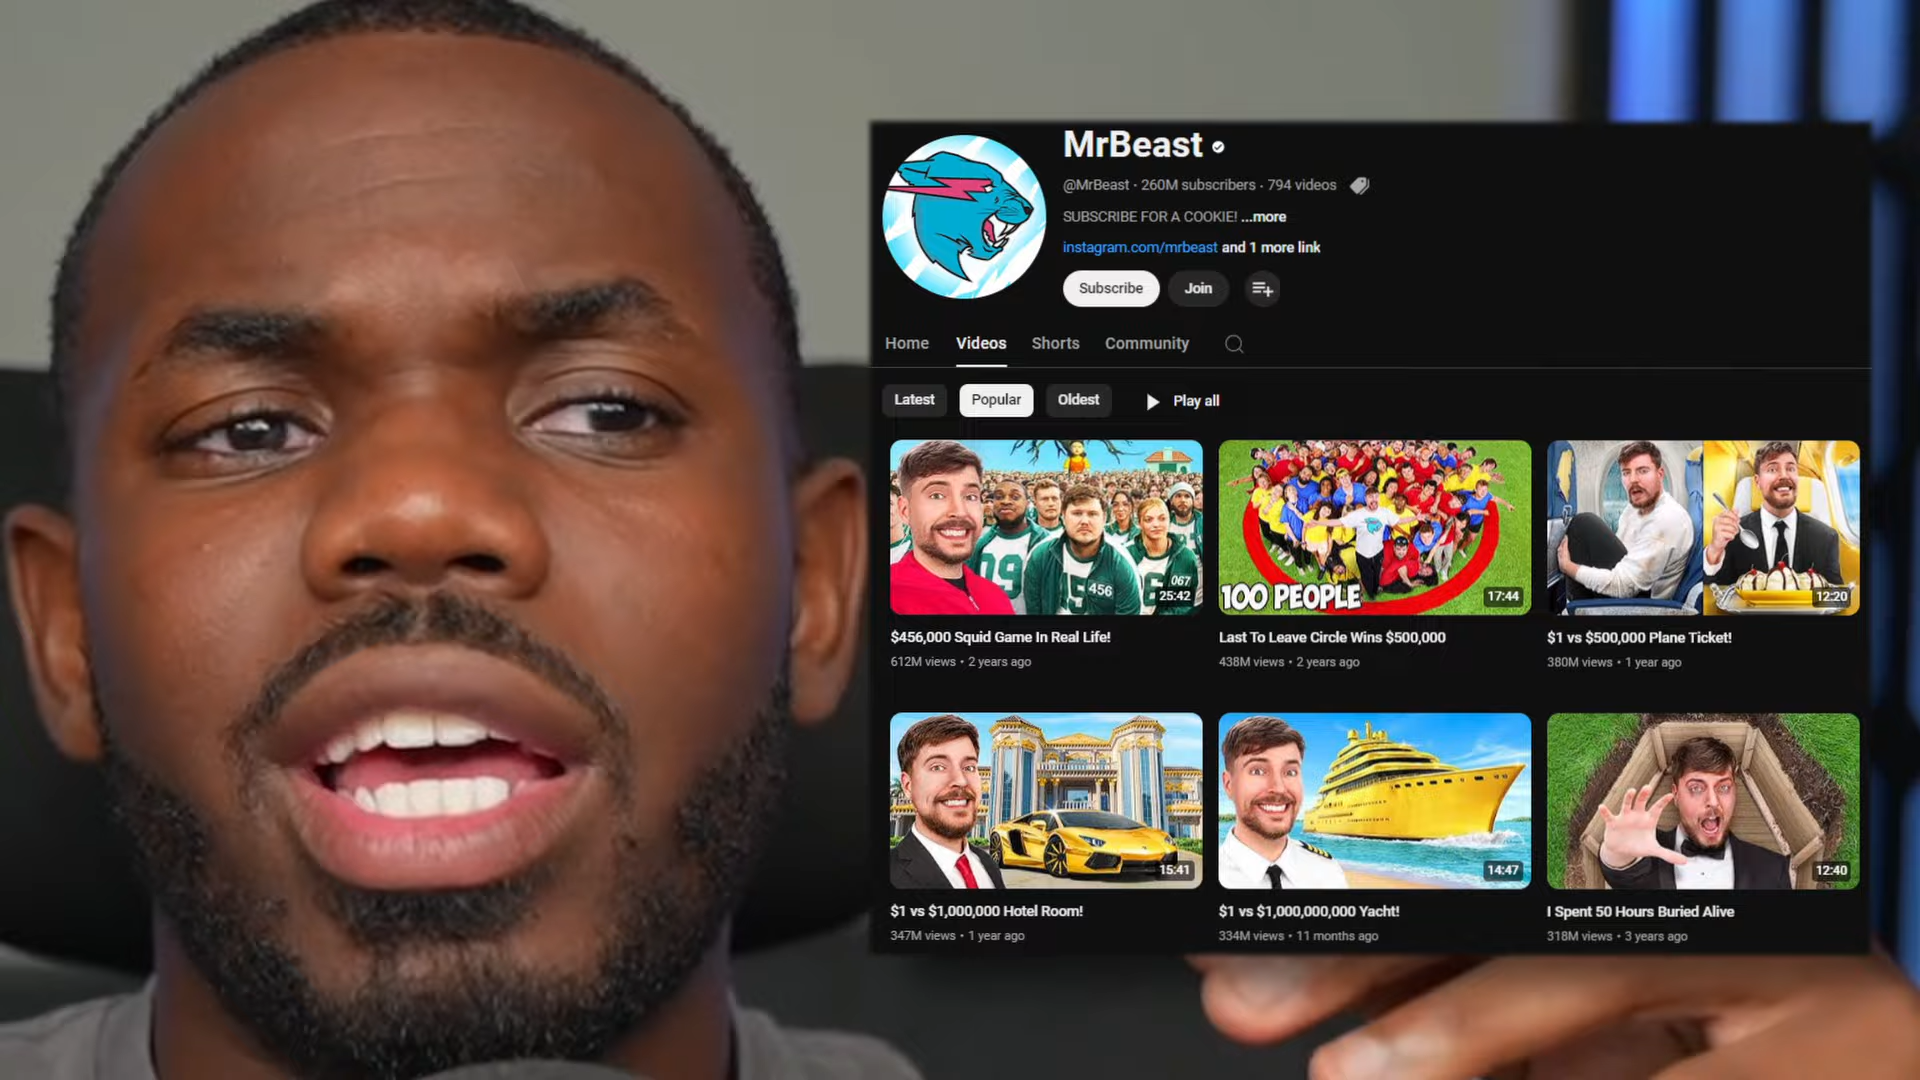 MrBeast
@MrBeast · 260M subscribers · 794 videos
SUBSCRIBE FOR A COOKIE! ...more
instagram.com/mrbeast and 1 more link
Subscribe Join
Home Videos Shorts Community
Latest Popular Oldest Play all
456
067
25:42
100 PEOPLE
17:44
12:20
$456,000 Squid Game In Real Life!
612M views • 2 years ago
Last To Leave Circle Wins $500,000
438M views • 2 years ago
$1 vs $500,000 Plane Ticket!
380M views • 1 year ago
15:41
14:47
12:40
$1 vs $1,000,000 Hotel Room!
347M views • 1 year ago
$1 vs $1,000,000,000 Yacht!
334M views • 11 months ago
I Spent 50 Hours Buried Alive
318M views • 3 years ago